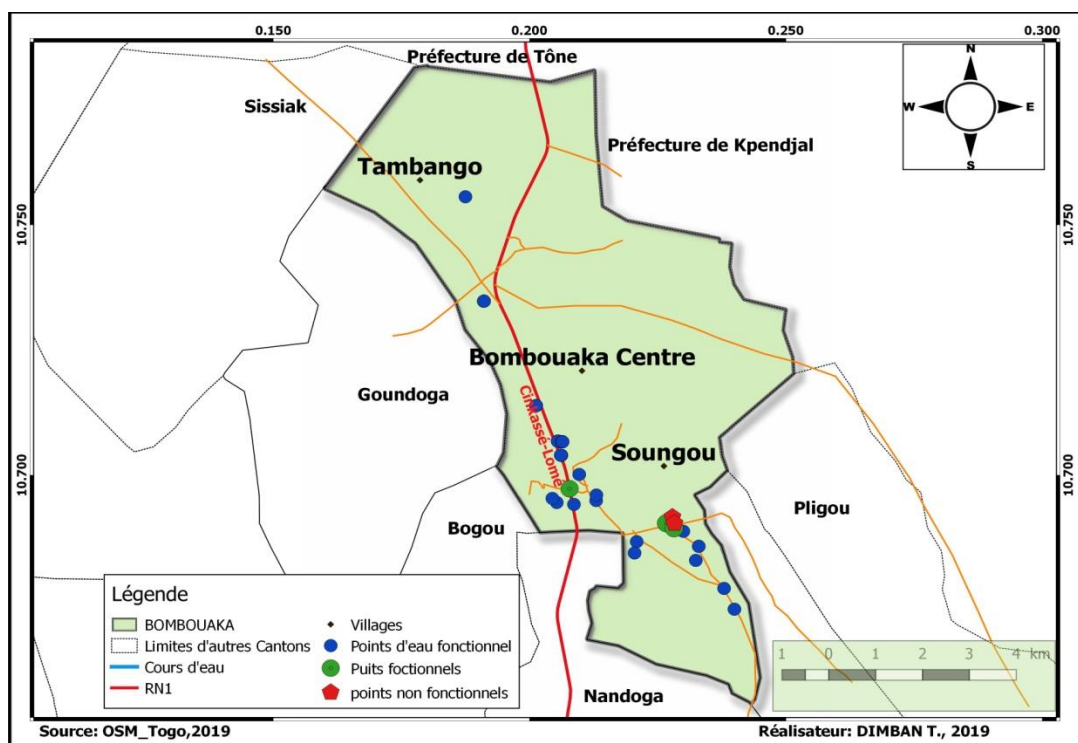 0.150 0.200 0.250 0.300
Préfecture de Tône
N
W E
S
Sissiak
Préfecture de Kpendjal
Tambango
10.750 10.750
Bombouaka Centre
Goundoga
Cinkassé-Lomé
Soungou
10.700 10.700
Pligou
Bogou
Légende
BOMBOUAKA
Limites d'autres Cantons
Cours d'eau
RN1
Villages
Points d'eau fonctionnel
Puits foctionnels
points non fonctionnels
1 0 1 2 3 4 km
Nandoga
Source: OSM_Togo,2019
Réalisateur: DIMBAN T., 2019